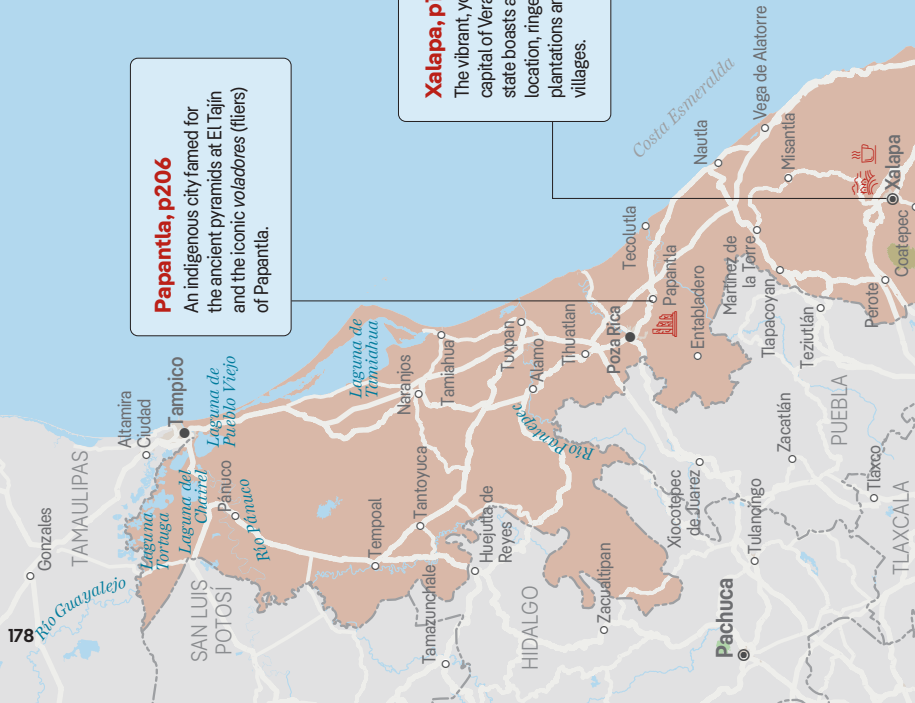 Papantla, p206
An indigenous city famed for
the ancient pyramids at El Tajín
and the iconic voladores (fliers)
of Papantla.
Xalapa,
The vibrant,
capital of
state boasts
location,
plantations
villages.
178
Río Guayalejo
Gonzales
TAMAULIPAS
Altamira
Ciudad
Tampico
Laguna
Tortuga
Laguna del
Chairel
Laguna de
Pueblo Viejo
Pánuco
Río Pánuco
SAN LUIS
POTOSÍ
Laguna de
Tamiahua
Naranjos
Tamiahua
Tempoal
Tantoyuca
Tamazunchale
Huejutla de
Reyes
HIDALGO
Tuxpan
Álamo
Tihuatlan
Río Pantepec
Poza Rica
Papantla
Tecolutla
Entabladero
Costa Esmeralda
Nautla
Vega de Alatorre
Misantla
Martínez de
la Torre
Tlapacoyan
Teziutlán
Perote
Xalapa
Coatepec
Zacualtipan
Xicotepec
de Juárez
Zacatlán
PUEBLA
Tulancingo
Pachuca
Tlaxco
TLAXCALA